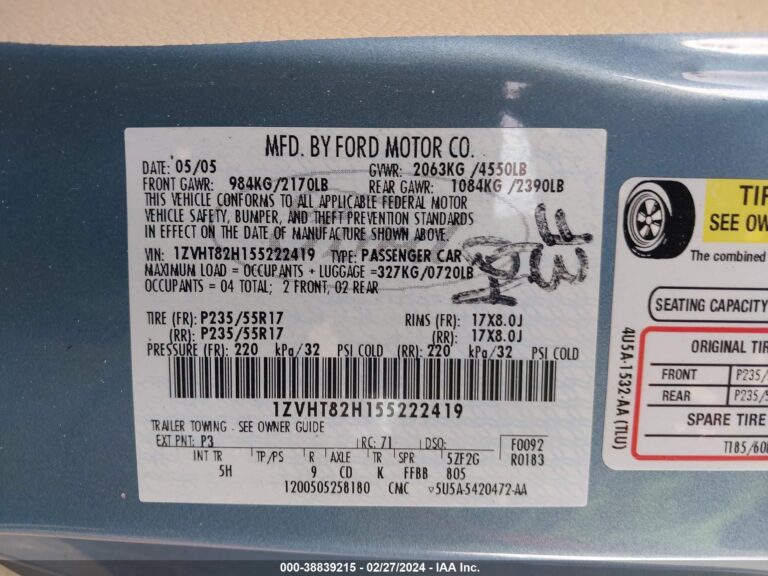 MFD. BY FORD MOTOR CO.
DATE: 05/05 GVWR: 2063KG /4550LB
FRONT GAWR: 984KG/2170LB REAR GAWR: 1084KG /2390LB
THIS VEHICLE CONFORMS TO ALL APPLICABLE FEDERAL MOTOR
VEHICLE SAFETY, BUMPER, AND THEFT PREVENTION STANDARDS
IN EFFECT ON THE DATE OF MANUFACTURE SHOWN ABOVE.
VIN: 1ZVHT82H155222419 TYPE: PASSENGER CAR
MAXIMUM LOAD = OCCUPANTS + LUGGAGE =327KG/0720LB
OCCUPANTS = 04 TOTAL; 2 FRONT, 02 REAR
TIRE (FR): P235/55R17 RIMS (FR): 17X8.0J
(RR): P235/55R17 (RR): 17X8.0J
PRESSURE (FR): 220 kPa/32 PSI COLD (RR): 220 kPa/32 PSI COLD
1ZVHT82H155222419
TRAILER TOWING - SEE OWNER GUIDE
EXT PNT: P3 RC: 71 DSO: F0092
INT TR TP/PS R AXLE TR SPR 5ZF2G R0183
5H 9 CD K FFBB 805
1200505258180 CMC ▽5U5A-5420472-AA
TIR
SEE OW
The combined
SEATING CAPACITY
ORIGINAL TIR
FRONT P235/
REAR P235/5
SPARE TIRE
T185/60
4U5A-1532-AA (TLU)
000-38839215 - 02/27/2024 - IAA Inc.